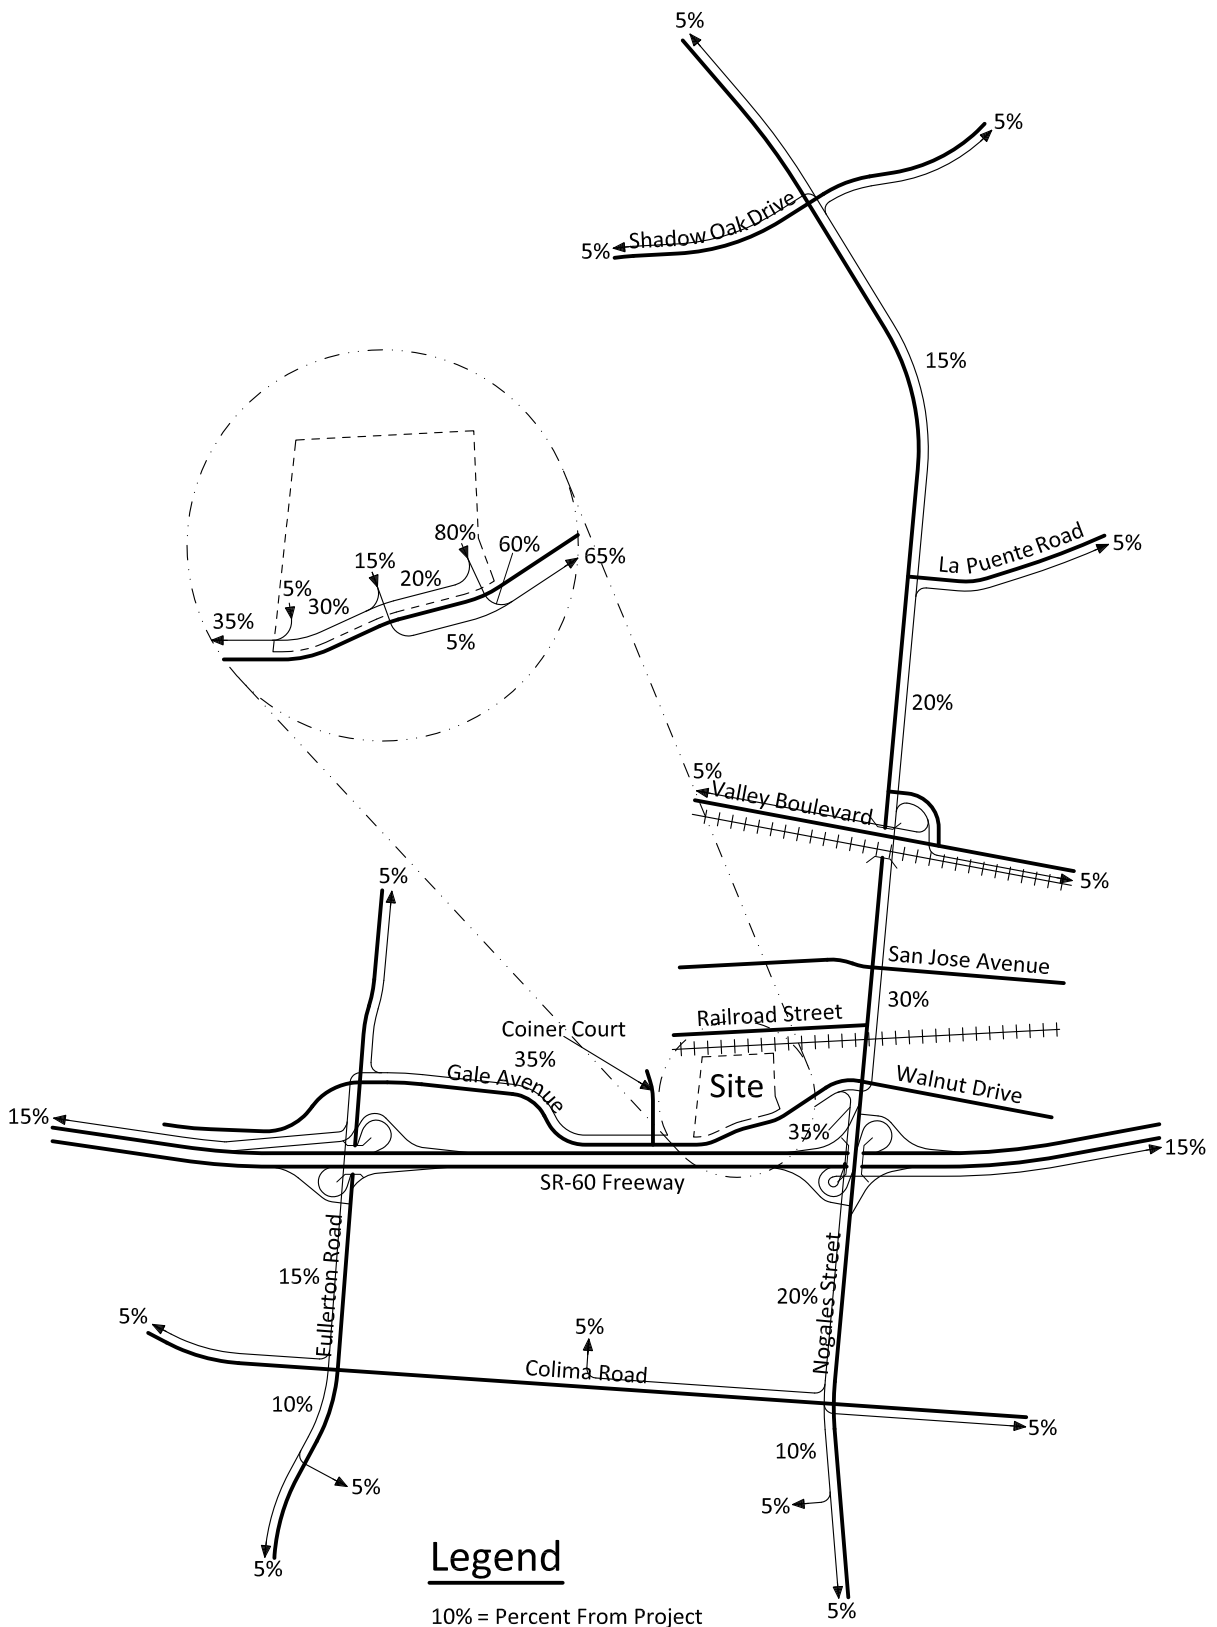 5%
5%
Shadow Oak Drive
5%
15%
La Puente Road
5%
80%
60%
65%
15%
20%
5%
30%
35%
5%
20%
5%
Valley Boulevard
5%
5%
San Jose Avenue
30%
Railroad Street
Coiner Court
35%
Gale Avenue
Site
Walnut Drive
15%
35%
15%
SR-60 Freeway
Fullerton Road
15%
Nogales Street
20%
5%
5%
Colima Road
10%
5%
10%
5%
5%
5%
5%
Legend
10% = Percent From Project